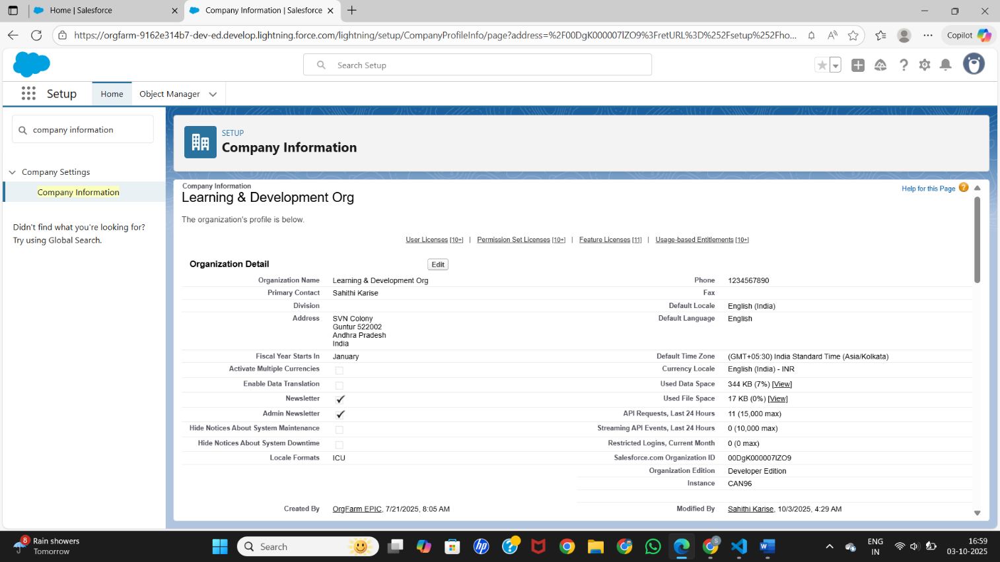 Home | Salesforce
Company Information | Salesforce
https://orgfarm-9162e314b7-dev-ed.develop.lightning.force.com/lightning/setup/CompanyProfileInfo/page?address=%2F00DgK000007IZO9%3FretURL%3D%252Fsetup%252Fho...
Copilot
Search Setup
Setup
Home
Object Manager
company information
Company Settings
Company Information
Didn't find what you're looking for?
Try using Global Search.
SETUP
Company Information
Company Information
Learning & Development Org
Help for this Page
The organization's profile is below.
User Licenses [10+] | Permission Set Licenses [10+] | Feature Licenses [11] | Usage-based Entitlements [10+]
Organization Detail
Edit
Organization Name Learning & Development Org Phone 1234567890
Primary Contact Sahithi Karise Fax
Division Default Locale English (India)
Address SVN Colony Default Language English
Guntur 522002
Andhra Pradesh
India
Fiscal Year Starts In January Default Time Zone (GMT+05:30) India Standard Time (Asia/Kolkata)
Activate Multiple Currencies Currency Locale English (India) - INR
Enable Data Translation Used Data Space 344 KB (7%) [View]
Newsletter Used File Space 17 KB (0%) [View]
Admin Newsletter API Requests, Last 24 Hours 11 (15,000 max)
Hide Notices About System Maintenance Streaming API Events, Last 24 Hours 0 (10,000 max)
Hide Notices About System Downtime Restricted Logins, Current Month 0 (0 max)
Locale Formats ICU Salesforce.com Organization ID 00DgK000007IZO9
Organization Edition Developer Edition
Instance CAN96
Created By OrgFarm EPIC, 7/21/2025, 8:05 AM Modified By Sahithi Karise, 10/3/2025, 4:29 AM
8
Rain showers
Tomorrow
Search
hp
S
ENG
IN
16:59
03-10-2025